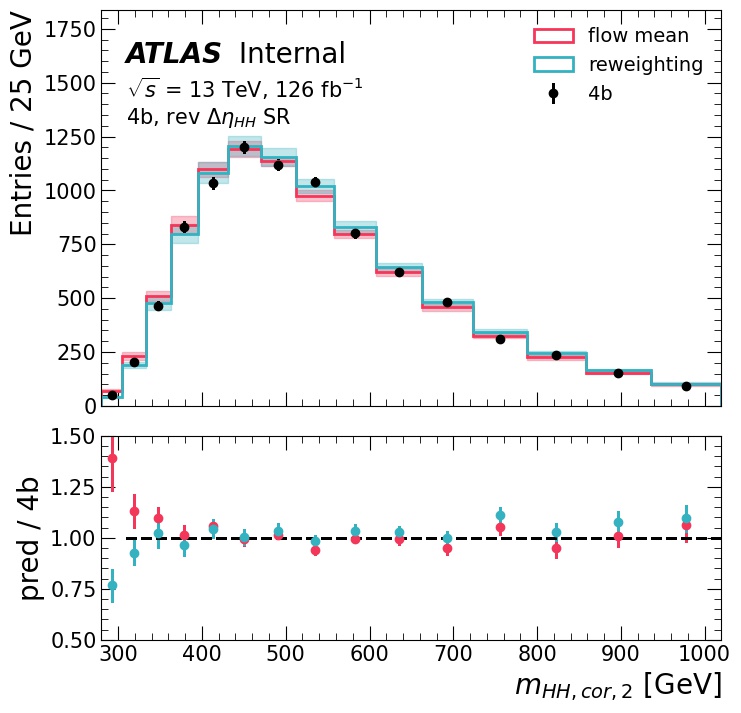 ATLAS Internal
√s = 13 TeV, 126 fb⁻¹
4b, rev Δη_HH SR
flow mean
reweighting
4b
Entries / 25 GeV
1750
1500
1250
1000
750
500
250
0
pred / 4b
1.50
1.25
1.00
0.75
0.50
300 400 500 600 700 800 900 1000
m_HH,cor,2 [GeV]